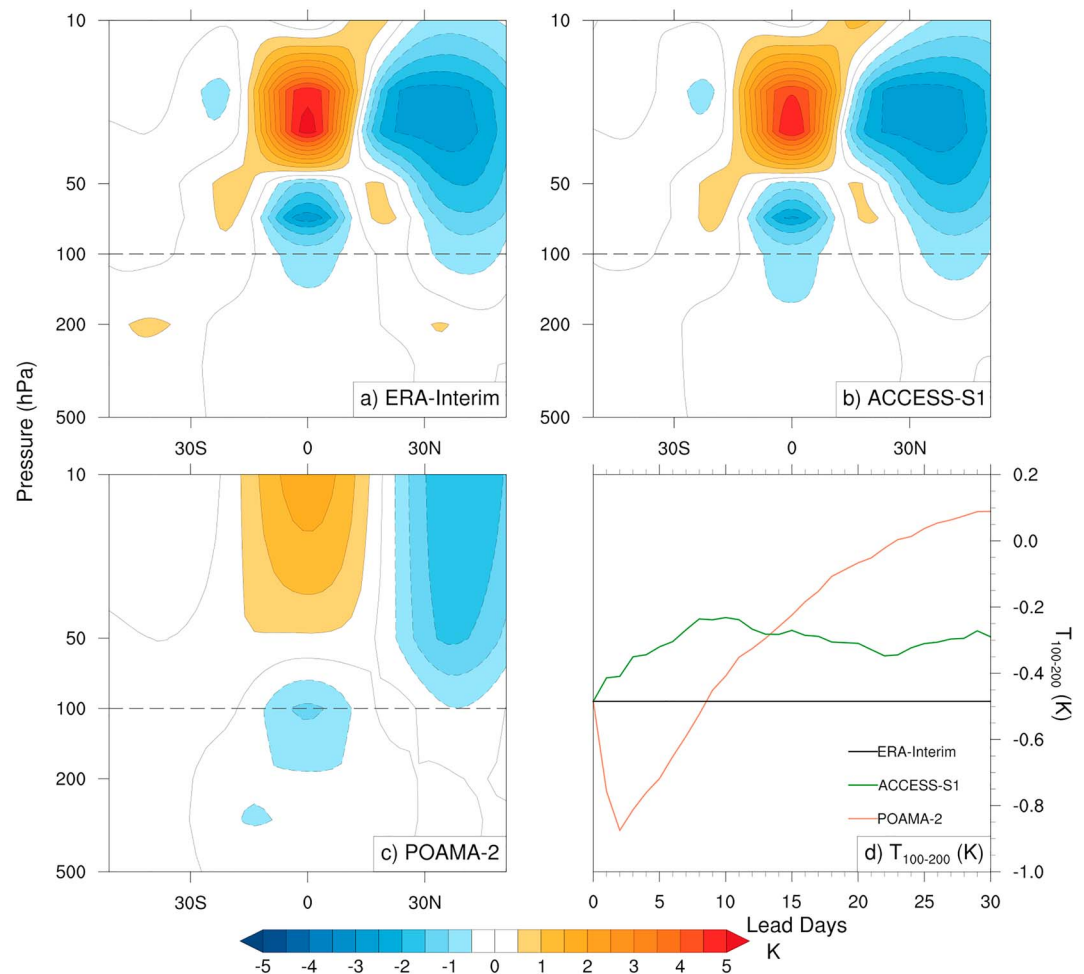 10
50
100
200
500
30S
0
30N
a) ERA-Interim
10
50
100
200
500
30S
0
30N
b) ACCESS-S1
Pressure (hPa)
10
50
100
200
500
30S
0
30N
c) POAMA-2
0.2
0.0
-0.2
-0.4
-0.6
-0.8
-1.0
T100-200 (K)
ERA-Interim
ACCESS-S1
POAMA-2
d) T100-200 (K)
0
5
10
15
20
25
30
Lead Days
-5
-4
-3
-2
-1
0
1
2
3
4
5
K